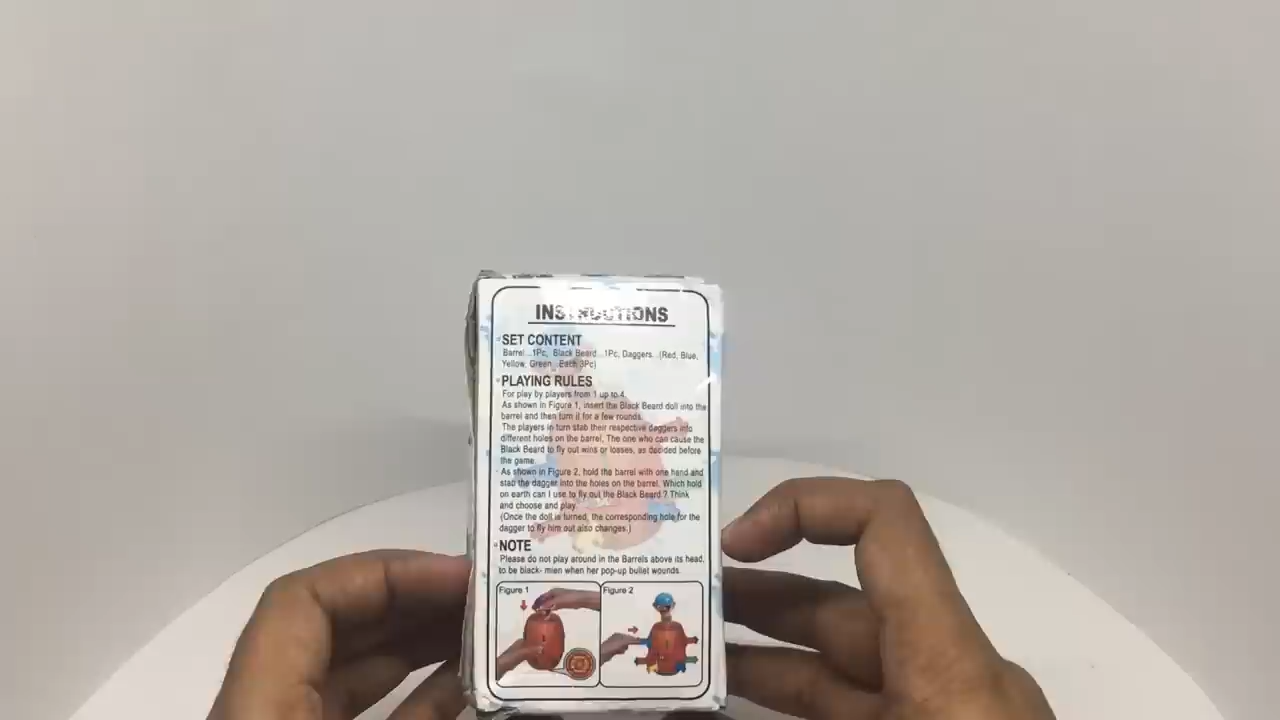 INSTRUCTIONS
SET CONTENT
Barrel...1Pc, Black Beard...1Pc, Daggers...(Red, Blue,
Yellow, Green...Each 3Pc)
PLAYING RULES
For play by players from 1 up to 4.
As shown in Figure 1, insert the Black Beard doll into the
barrel and then turn it for a few rounds.
The players in turn stab their respective daggers into
different holes on the barrel. The one who can cause the
Black Beard to fly out wins or losses, as decided before
the game.
As shown in Figure 2, hold the barrel with one hand and
stab the dagger into the holes on the barrel. Which hold
on earth can I use to fly out the Black Beard ? Think
and choose and play.
(Once the doll is turned, the corresponding hole for the
dagger to fly him out also changes.)
NOTE
Please do not play around in the Barrels above its head,
to be black- mien when her pop-up bullet wounds.
Figure 1
Figure 2